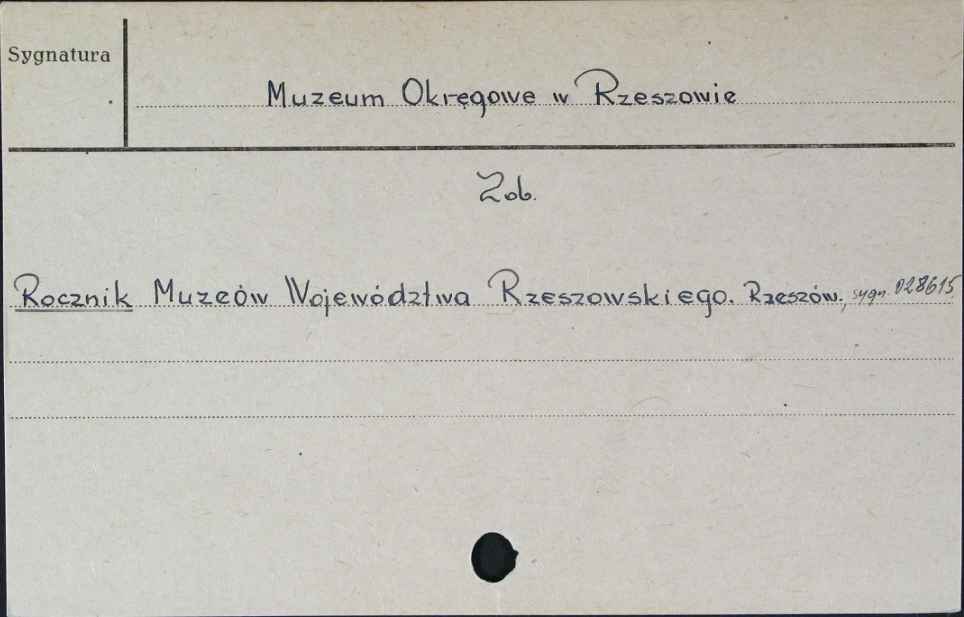 Sygnatura
Muzeum Okręgowe w Rzeszowie
Zob.
Rocznik Muzeów Województwa Rzeszowskiego. Rzeszów., sygn. 028615